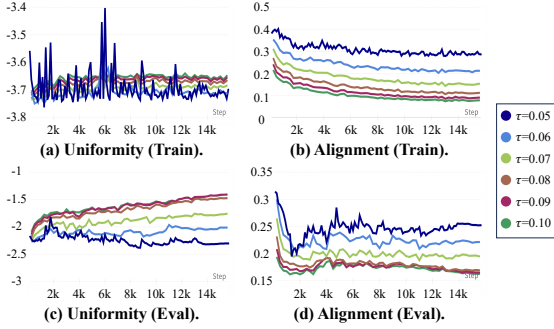 -3.4
-3.5
-3.6
-3.7
-3.8
Step
2k 4k 6k 8k 10k 12k 14k
(a) Uniformity (Train).
0.5
0.4
0.3
0.2
0.1
0
Step
2k 4k 6k 8k 10k 12k 14k
(b) Alignment (Train).
-1
-1.5
-2
-2.5
-3
Step
2k 4k 6k 8k 10k 12k 14k
(c) Uniformity (Eval).
0.35
0.3
0.25
0.2
0.15
Step
2k 4k 6k 8k 10k 12k 14k
(d) Alignment (Eval).
τ=0.05
τ=0.06
τ=0.07
τ=0.08
τ=0.09
τ=0.10